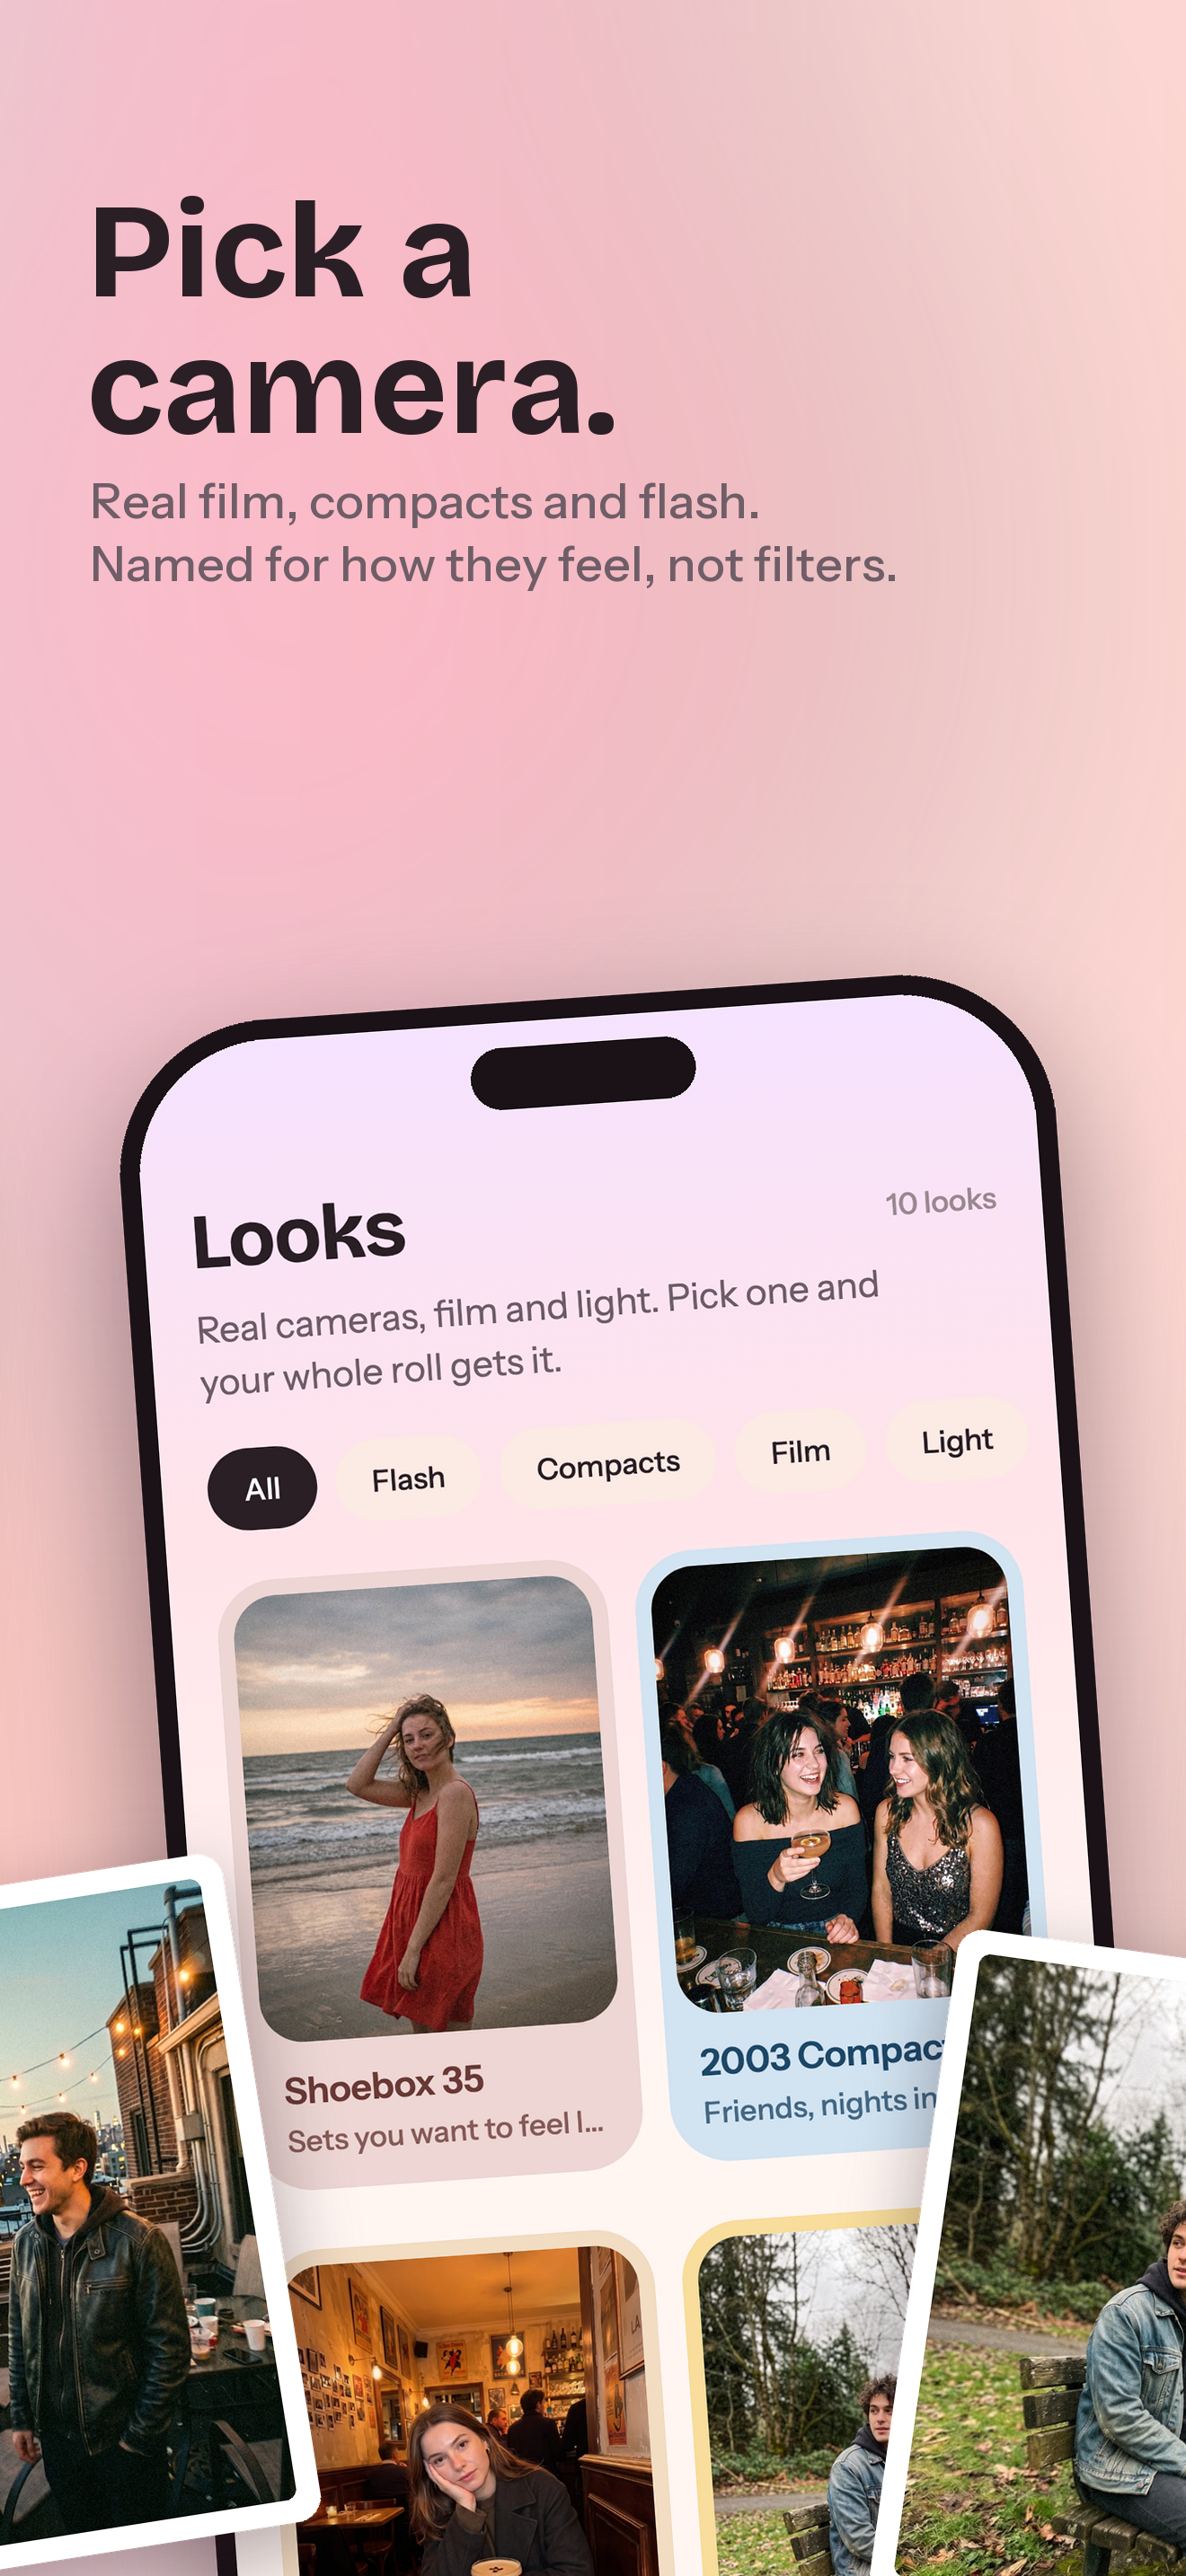 Pick a
camera.
Real film, compacts and flash.
Named for how they feel, not filters.
Looks
10 looks
Real cameras, film and light. Pick one and
your whole roll gets it.
All
Flash
Compacts
Film
Light
Shoebox 35
Sets you want to feel l...
2003 Compac
Friends, nights in